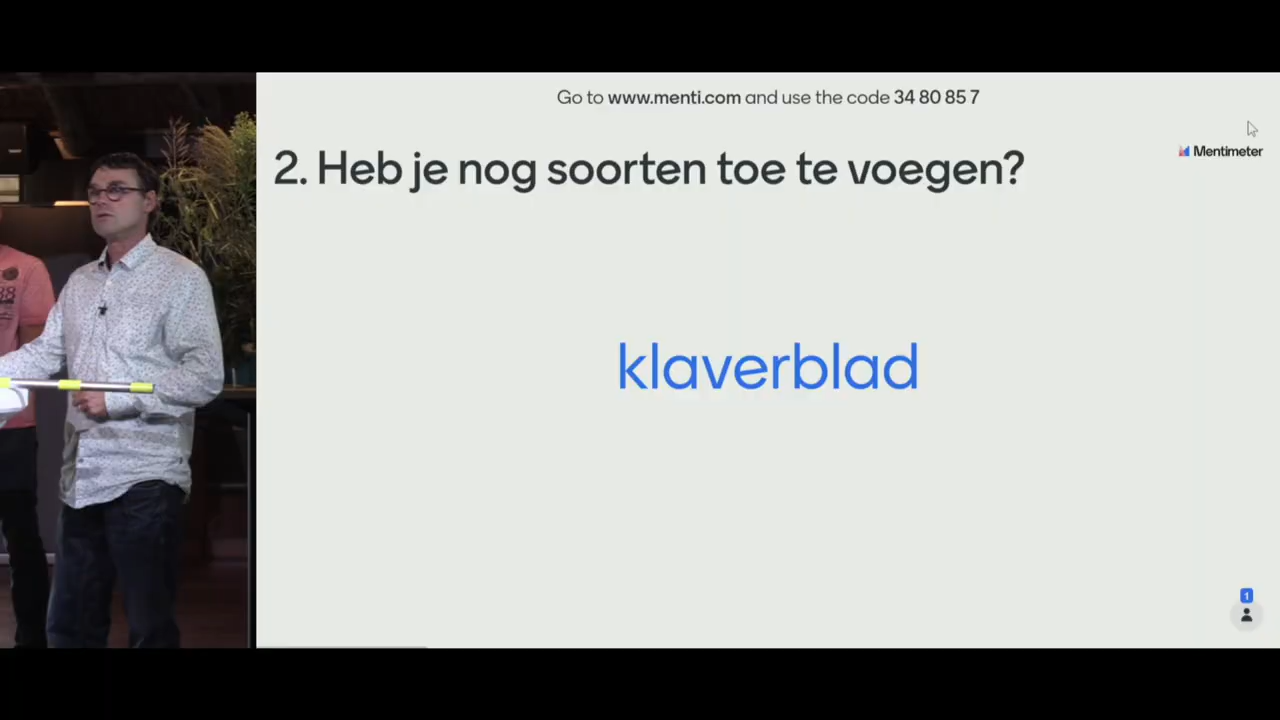 Go to www.menti.com and use the code 34 80 85 7
Mentimeter
2. Heb je nog soorten toe te voegen?
88
klaverblad
1